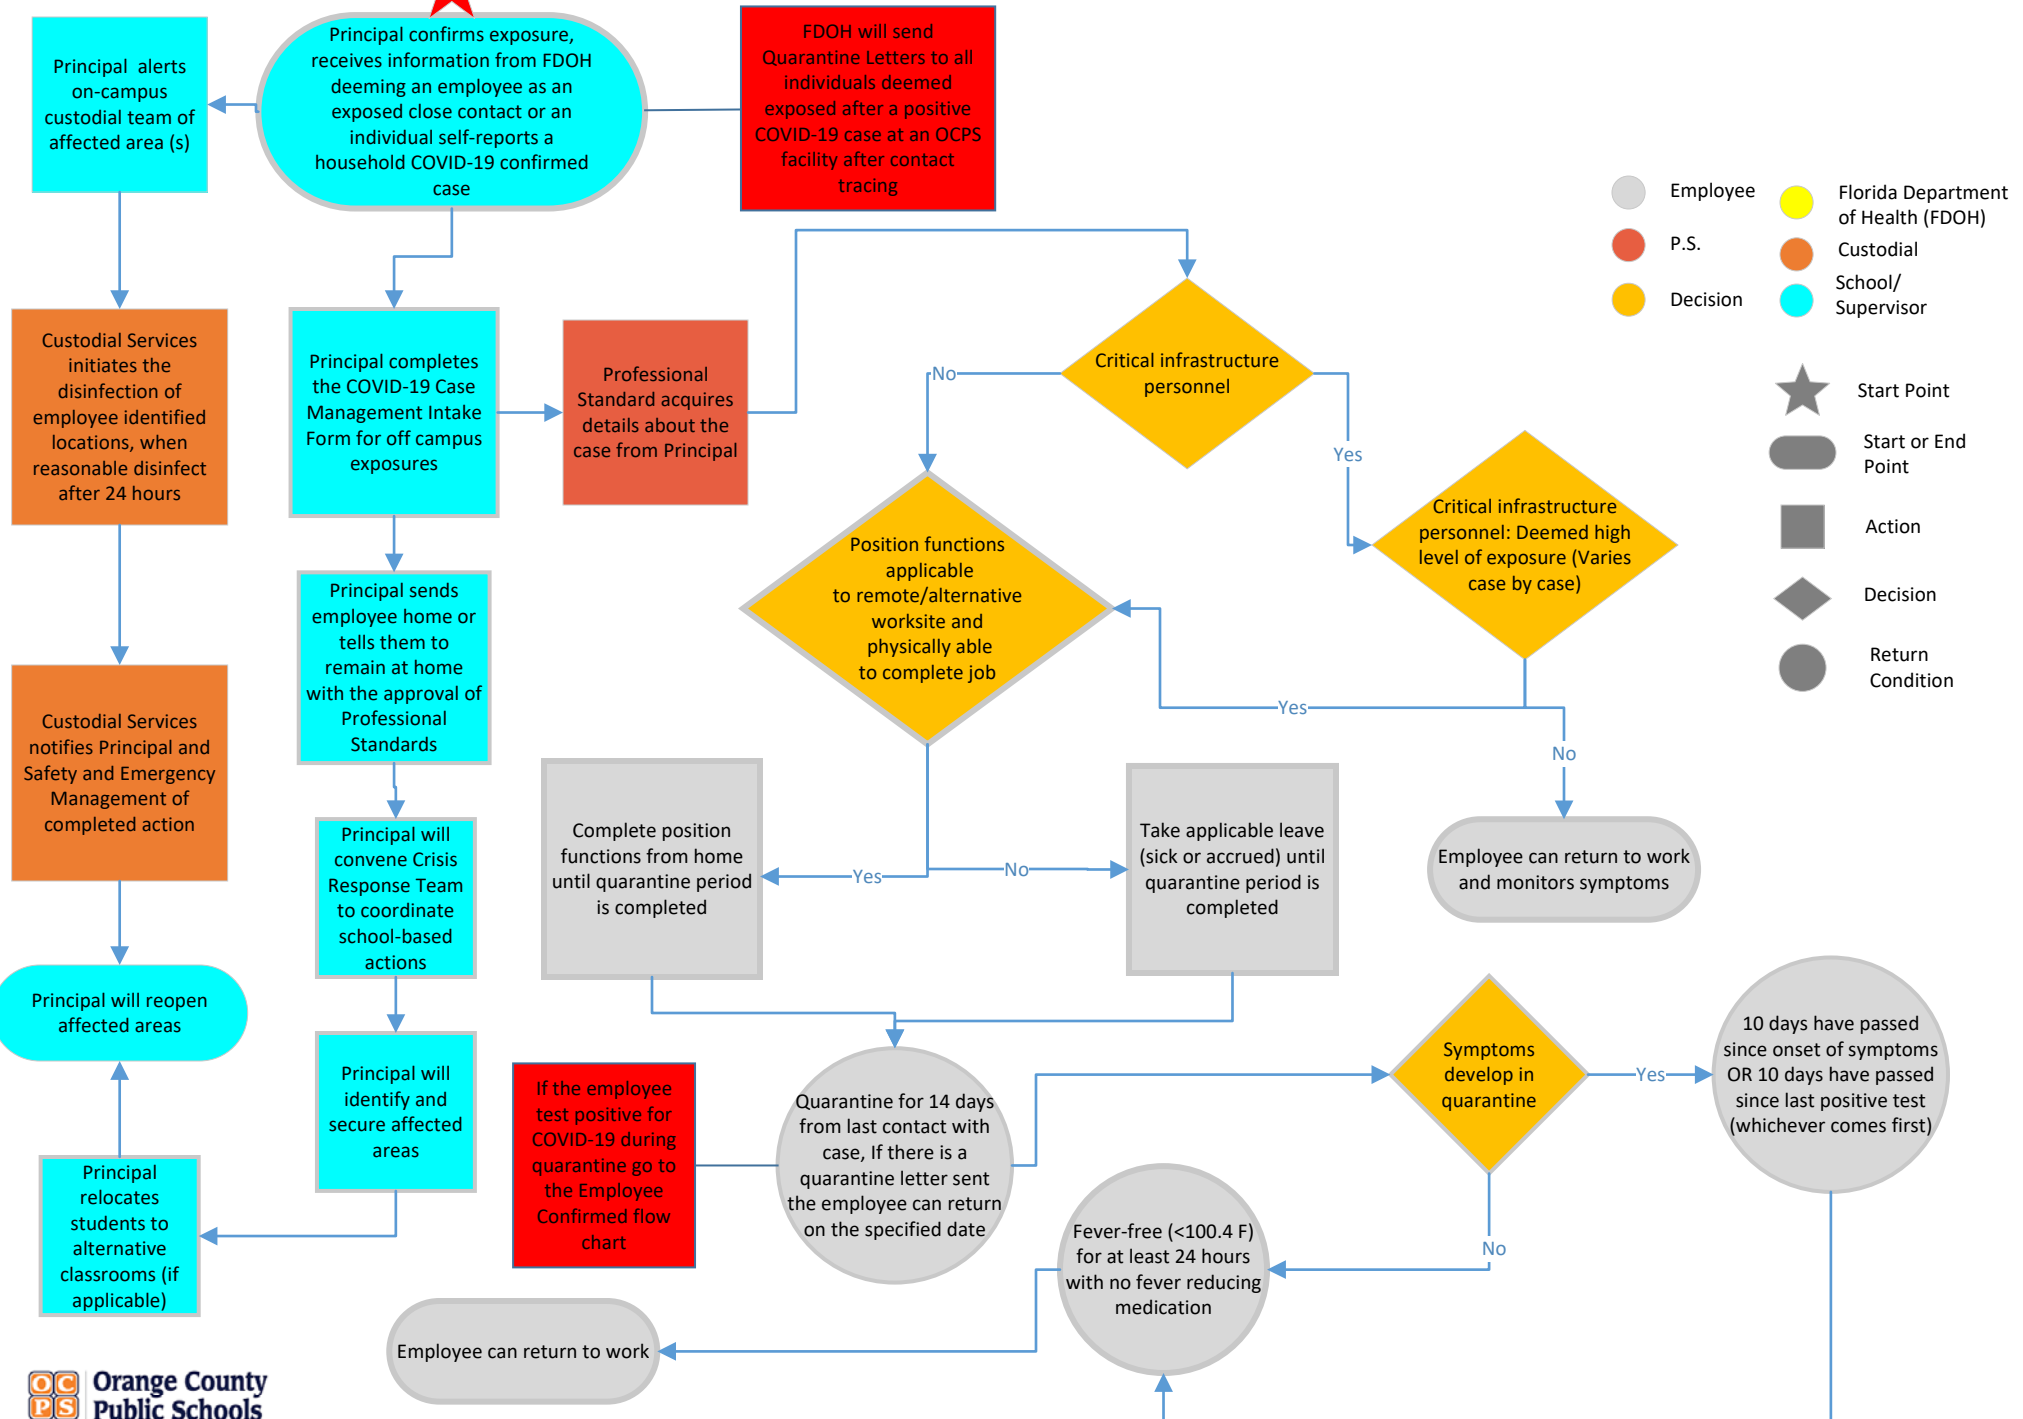 Principal alerts
on-campus
custodial team of
affected area (s)
Principal confirms exposure,
receives information from FDOH
deeming an employee as an
exposed close contact or an
individual self-reports a
household COVID-19 confirmed
case
FDOH will send
Quarantine Letters to all
individuals deemed
exposed after a positive
COVID-19 case at an OCPS
facility after contact
tracing
Employee
Florida Department
of Health (FDOH)
P.S.
Custodial
Decision
School/
Supervisor
Start Point
Start or End
Point
Action
Decision
Return
Condition
Custodial Services
initiates the
disinfection of
employee identified
locations, when
reasonable disinfect
after 24 hours
Principal completes
the COVID-19 Case
Management Intake
Form for off campus
exposures
Professional
Standard acquires
details about the
case from Principal
Critical infrastructure
personnel
No
Yes
Critical infrastructure
personnel: Deemed high
level of exposure (Varies
case by case)
Position functions
applicable
to remote/alternative
worksite and
physically able
to complete job
Yes
No
Principal sends
employee home or
tells them to
remain at home
with the approval of
Professional
Standards
Custodial Services
notifies Principal and
Safety and Emergency
Management of
completed action
Principal will
convene Crisis
Response Team
to coordinate
school-based
actions
Complete position
functions from home
until quarantine period
is completed
Yes
No
Take applicable leave
(sick or accrued) until
quarantine period is
completed
Employee can return to work
and monitors symptoms
Principal will reopen
affected areas
Principal will
identify and
secure affected
areas
Principal
relocates
students to
alternative
classrooms (if
applicable)
If the employee
test positive for
COVID-19 during
quarantine go to
the Employee
Confirmed flow
chart
Quarantine for 14 days
from last contact with
case, If there is a
quarantine letter sent
the employee can return
on the specified date
Symptoms
develop in
quarantine
Yes
10 days have passed
since onset of symptoms
OR 10 days have passed
since last positive test
(whichever comes first)
No
Fever-free (<100.4 F)
for at least 24 hours
with no fever reducing
medication
Employee can return to work
OC
PS
Orange County
Public Schools